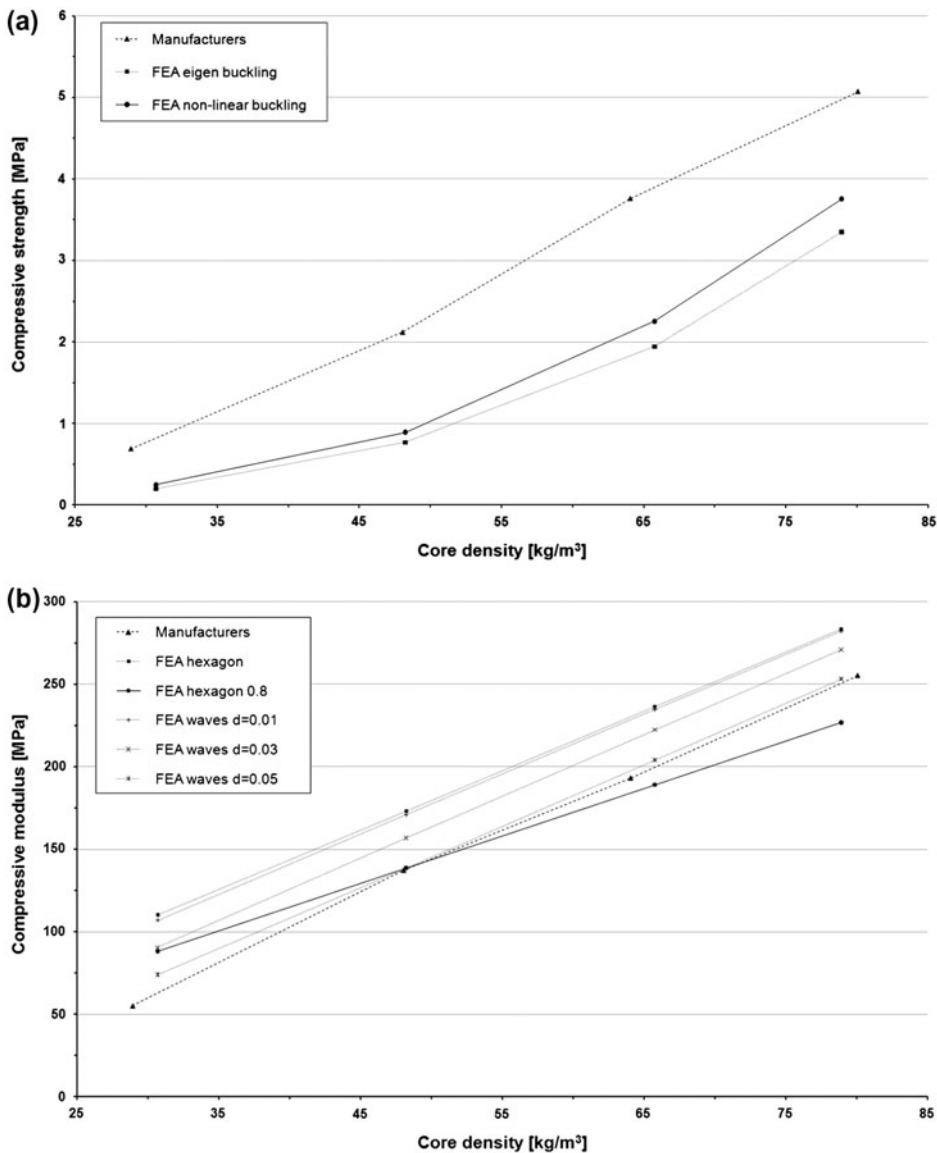 (a)
6
5
4
3
2
1
0
Compressive strength [MPa]
Manufacturers
FEA eigen buckling
FEA non-linear buckling
25 35 45 55 65 75 85
Core density [kg/m³]
(b)
300
250
200
150
100
50
0
Compressive modulus [MPa]
Manufacturers
FEA hexagon
FEA hexagon 0.8
FEA waves d=0.01
FEA waves d=0.03
FEA waves d=0.05
25 35 45 55 65 75 85
Core density [kg/m³]